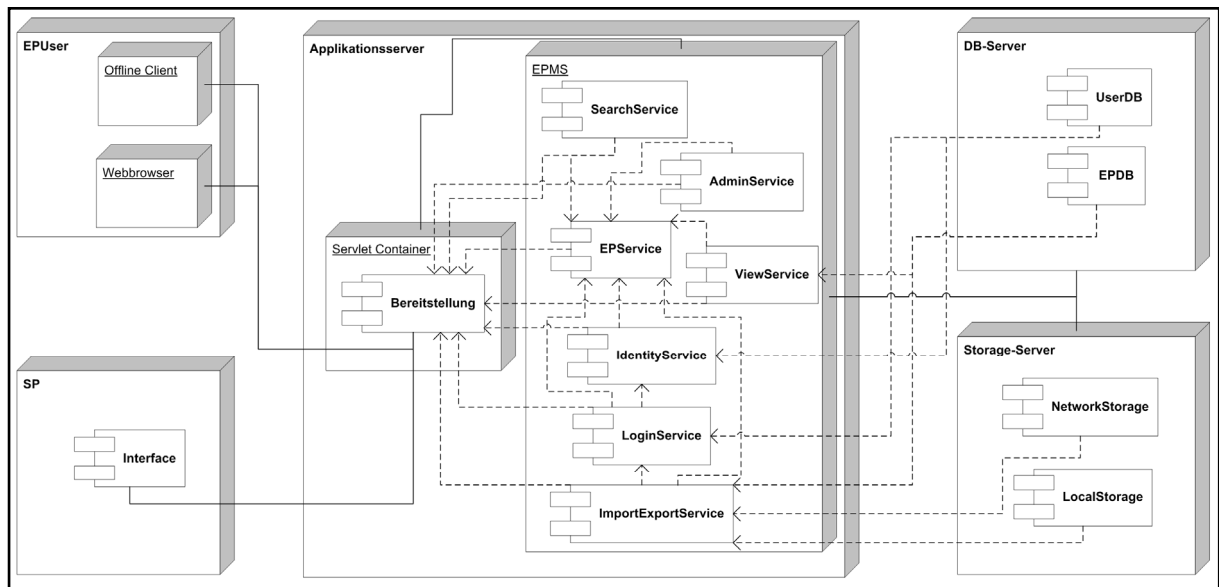 EPUser
Offline Client
Webbrowser
SP
Interface
Applikationsserver
Servlet Container
Bereitstellung
EPMS
SearchService
AdminService
EPService
ViewService
IdentityService
LoginService
ImportExportService
DB-Server
UserDB
EPDB
Storage-Server
NetworkStorage
LocalStorage